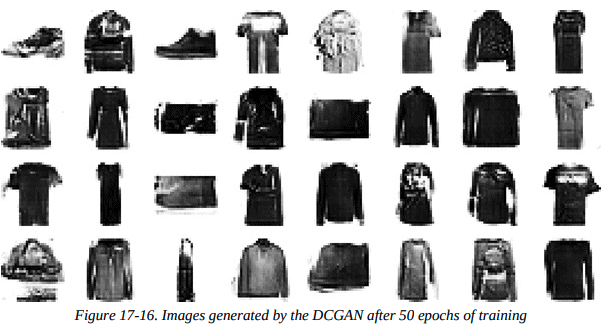 Figure 17-16. Images generated by the DCGAN after 50 epochs of training